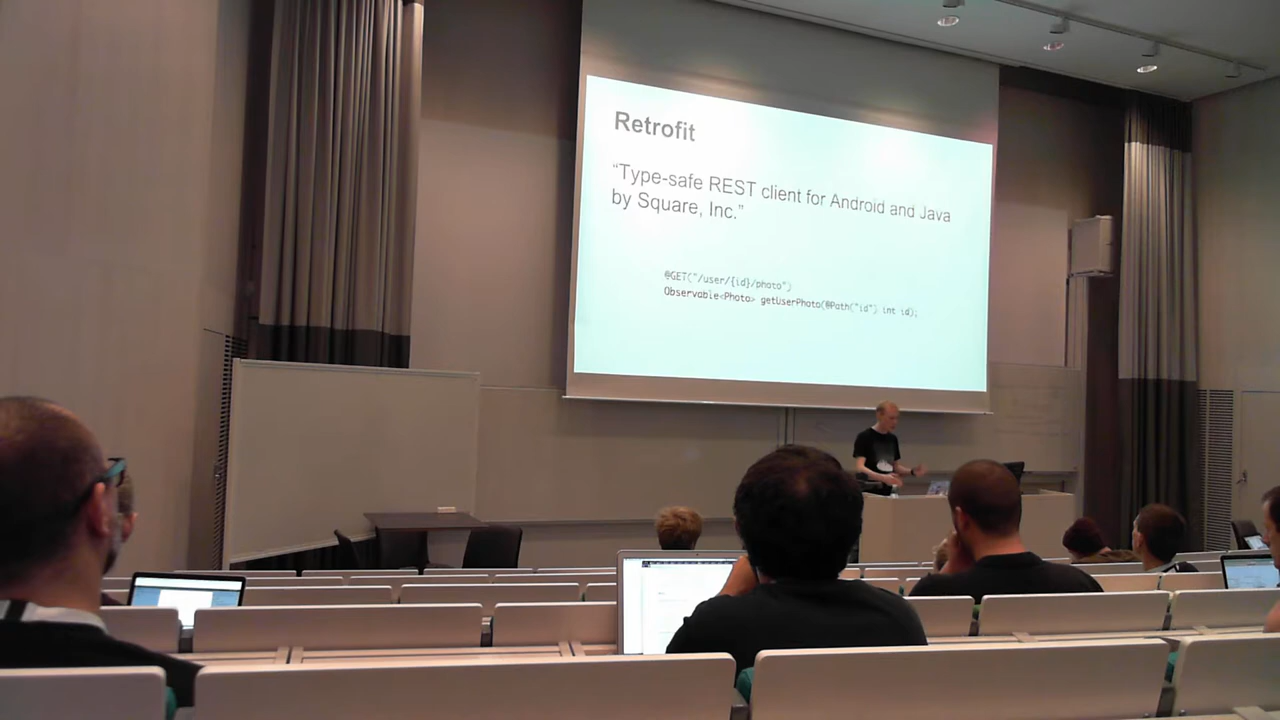 Retrofit
“Type-safe REST client for Android and Java
by Square, Inc.”
@GET("/user/{id}/photo")
Observable<Photo> getUserPhoto(@Path("id") int id);